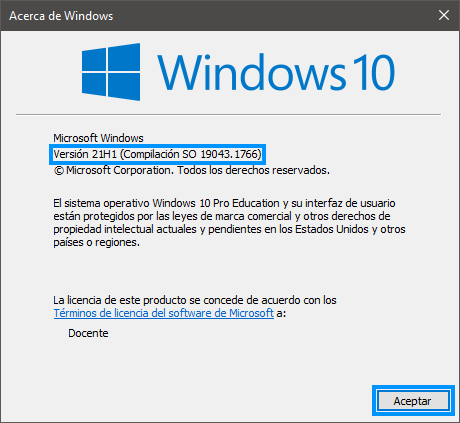 Acerca de Windows
Windows 10
Microsoft Windows
Versión 21H1 (Compilación SO 19043.1766)
© Microsoft Corporation. Todos los derechos reservados.
El sistema operativo Windows 10 Pro Education y su interfaz de usuario
están protegidos por las leyes de marca comercial y otros derechos de
propiedad intelectual actuales y pendientes en los Estados Unidos y otros
países o regiones.
La licencia de este producto se concede de acuerdo con los
Términos de licencia del software de Microsoft a:
Docente
Aceptar